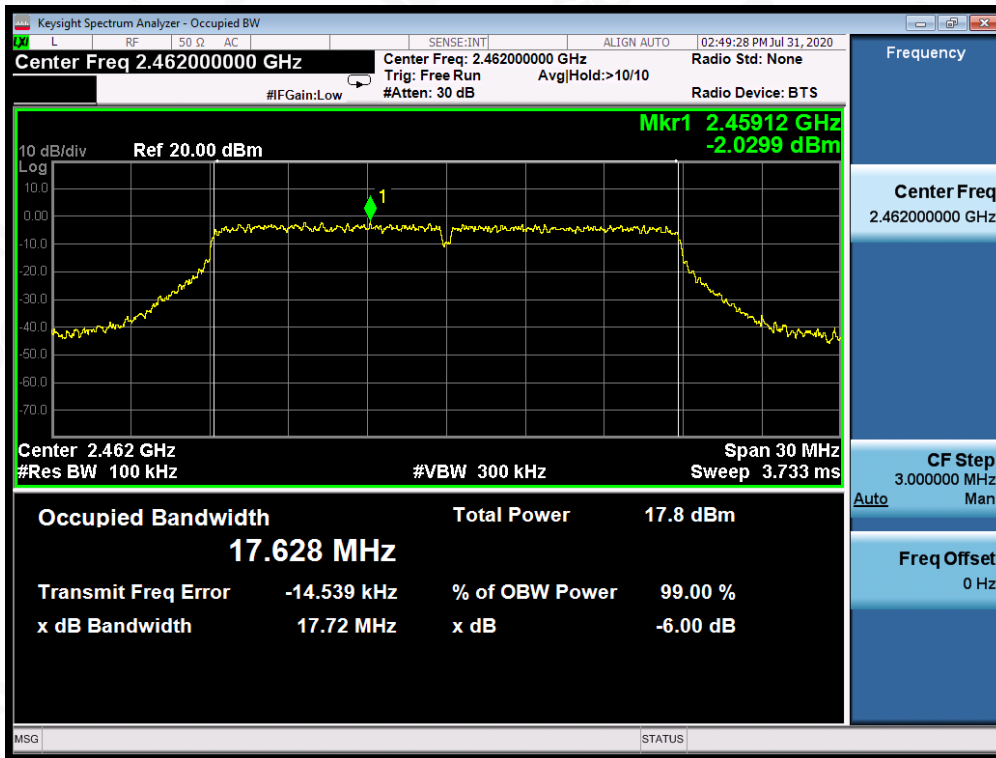 Keysight Spectrum Analyzer - Occupied BW
LXI L RF 50 Ω AC SENSE:INT ALIGN AUTO 02:49:28 PM Jul 31, 2020
Center Freq 2.462000000 GHz
Center Freq: 2.462000000 GHz
Radio Std: None
Trig: Free Run Avg|Hold:>10/10
#IFGain:Low
#Atten: 30 dB
Radio Device: BTS
Mkr1 2.45912 GHz
-2.0299 dBm
10 dB/div Ref 20.00 dBm
Log
10.0
0.00
-10.0
-20.0
-30.0
-40.0
-50.0
-60.0
-70.0
1
Center 2.462 GHz Span 30 MHz
#Res BW 100 kHz #VBW 300 kHz Sweep 3.733 ms
Occupied Bandwidth Total Power 17.8 dBm
17.628 MHz
Transmit Freq Error -14.539 kHz % of OBW Power 99.00 %
x dB Bandwidth 17.72 MHz x dB -6.00 dB
MSG STATUS
Frequency
Center Freq
2.462000000 GHz
CF Step
3.000000 MHz
Auto Man
Freq Offset
0 Hz